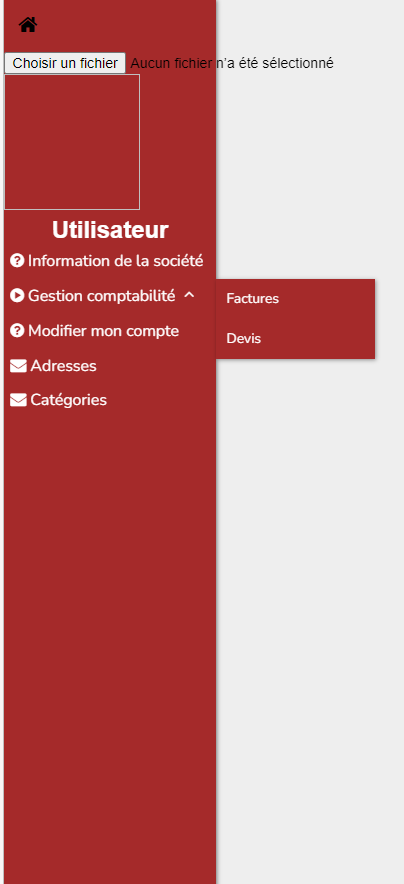 Choisir un fichier Aucun fichier n'a été sélectionné
Utilisateur
Information de la société
Gestion comptabilité
Factures
Devis
Modifier mon compte
Adresses
Catégories